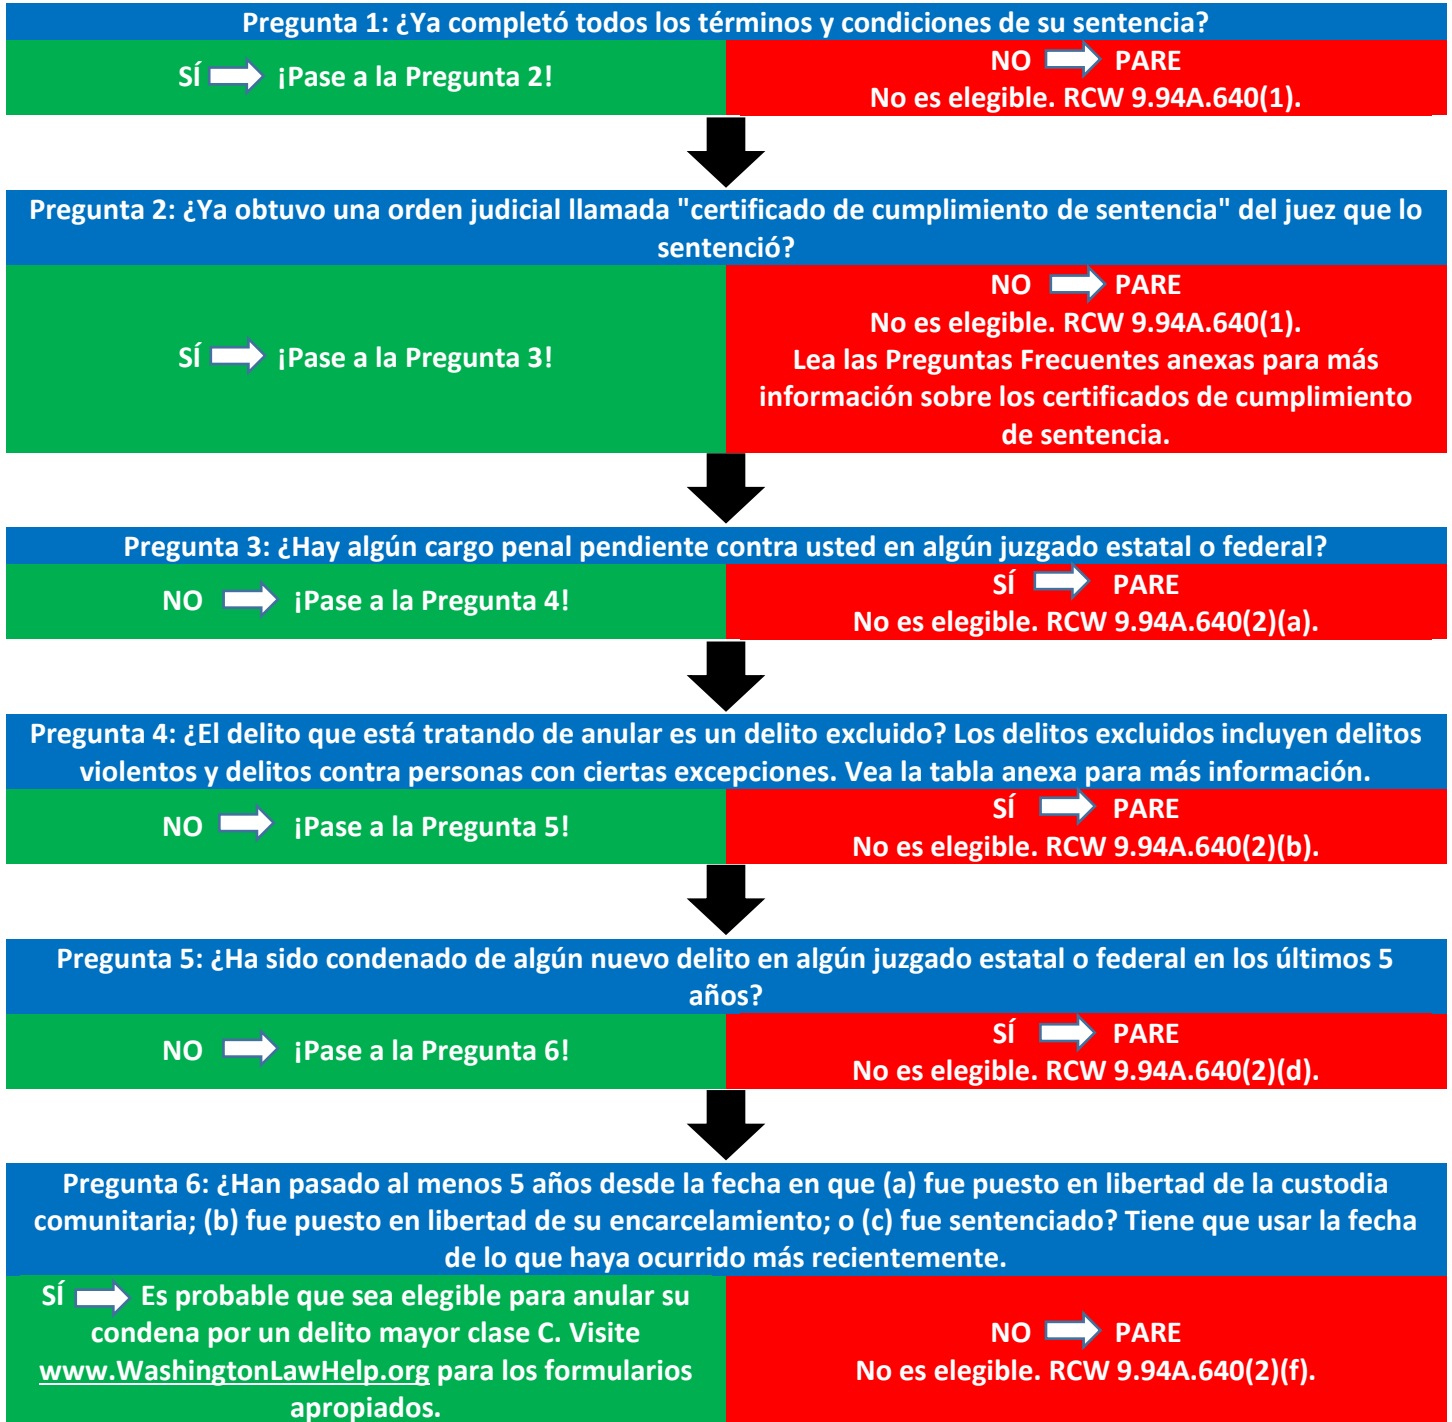 Pregunta 1: ¿Ya completó todos los términos y condiciones de su sentencia?
SÍ ¡Pase a la Pregunta 2!
NO PARE
No es elegible. RCW 9.94A.640(1).
Pregunta 2: ¿Ya obtuvo una orden judicial llamada "certificado de cumplimiento de sentencia" del juez que lo
sentenció?
SÍ ¡Pase a la Pregunta 3!
NO PARE
No es elegible. RCW 9.94A.640(1).
Lea las Preguntas Frecuentes anexas para más
información sobre los certificados de cumplimiento
de sentencia.
Pregunta 3: ¿Hay algún cargo penal pendiente contra usted en algún juzgado estatal o federal?
NO ¡Pase a la Pregunta 4!
SÍ PARE
No es elegible. RCW 9.94A.640(2)(a).
Pregunta 4: ¿El delito que está tratando de anular es un delito excluido? Los delitos excluidos incluyen delitos
violentos y delitos contra personas con ciertas excepciones. Vea la tabla anexa para más información.
NO ¡Pase a la Pregunta 5!
SÍ PARE
No es elegible. RCW 9.94A.640(2)(b).
Pregunta 5: ¿Ha sido condenado de algún nuevo delito en algún juzgado estatal o federal en los últimos 5
años?
NO ¡Pase a la Pregunta 6!
SÍ PARE
No es elegible. RCW 9.94A.640(2)(d).
Pregunta 6: ¿Han pasado al menos 5 años desde la fecha en que (a) fue puesto en libertad de la custodia
comunitaria; (b) fue puesto en libertad de su encarcelamiento; o (c) fue sentenciado? Tiene que usar la fecha
de lo que haya ocurrido más recientemente.
SÍ Es probable que sea elegible para anular su
condena por un delito mayor clase C. Visite
www.WashingtonLawHelp.org para los formularios
apropiados.
NO PARE
No es elegible. RCW 9.94A.640(2)(f).